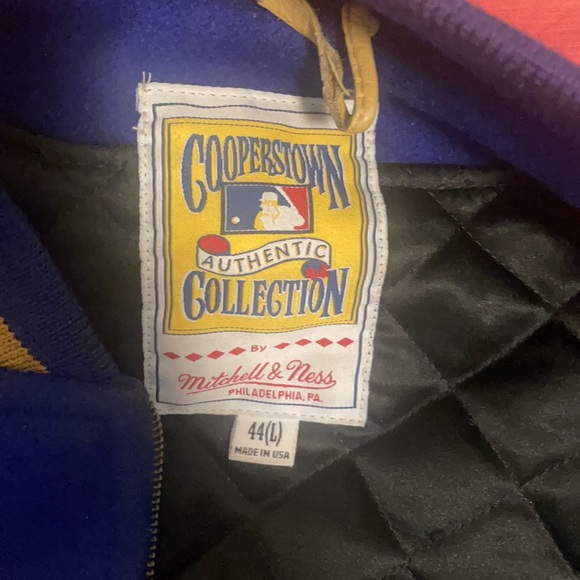 COOPERSTOWN
AUTHENTIC
COLLECTION
BY
Mitchell & Ness
PHILADELPHIA, PA.
44(L)
MADE IN USA